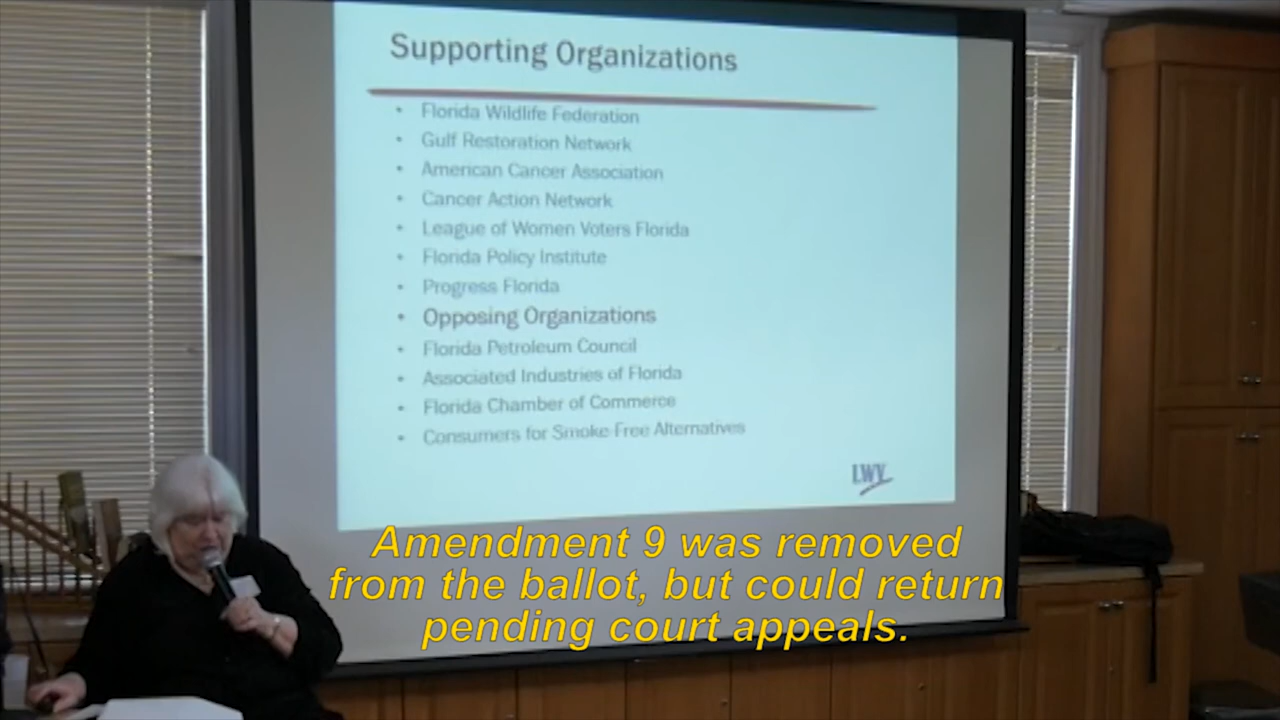 Supporting Organizations
• Florida Wildlife Federation
• Gulf Restoration Network
• American Cancer Association
• Cancer Action Network
• League of Women Voters Florida
• Florida Policy Institute
• Progress Florida
• Opposing Organizations
• Florida Petroleum Council
• Associated Industries of Florida
• Florida Chamber of Commerce
• Consumers for Smoke Free Alternatives
LWV
Amendment 9 was removed
from the ballot, but could return
pending court appeals.